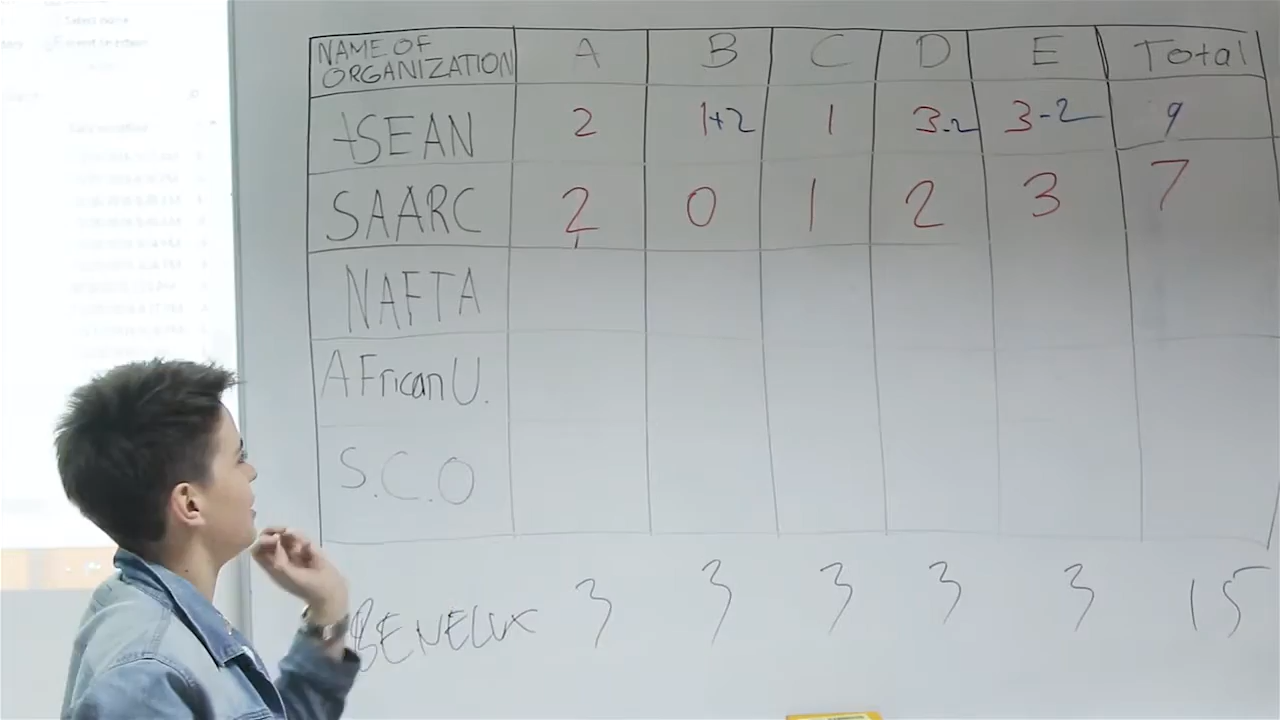 NAME OF ORGANIZATION A B C D E Total
ASEAN 2 1+2 1 3-2 3-2 9
SAARC 2 0 1 2 3 7
NAFTA
AFrican U.
S.C.O
BENELUX 3 3 3 3 3 15